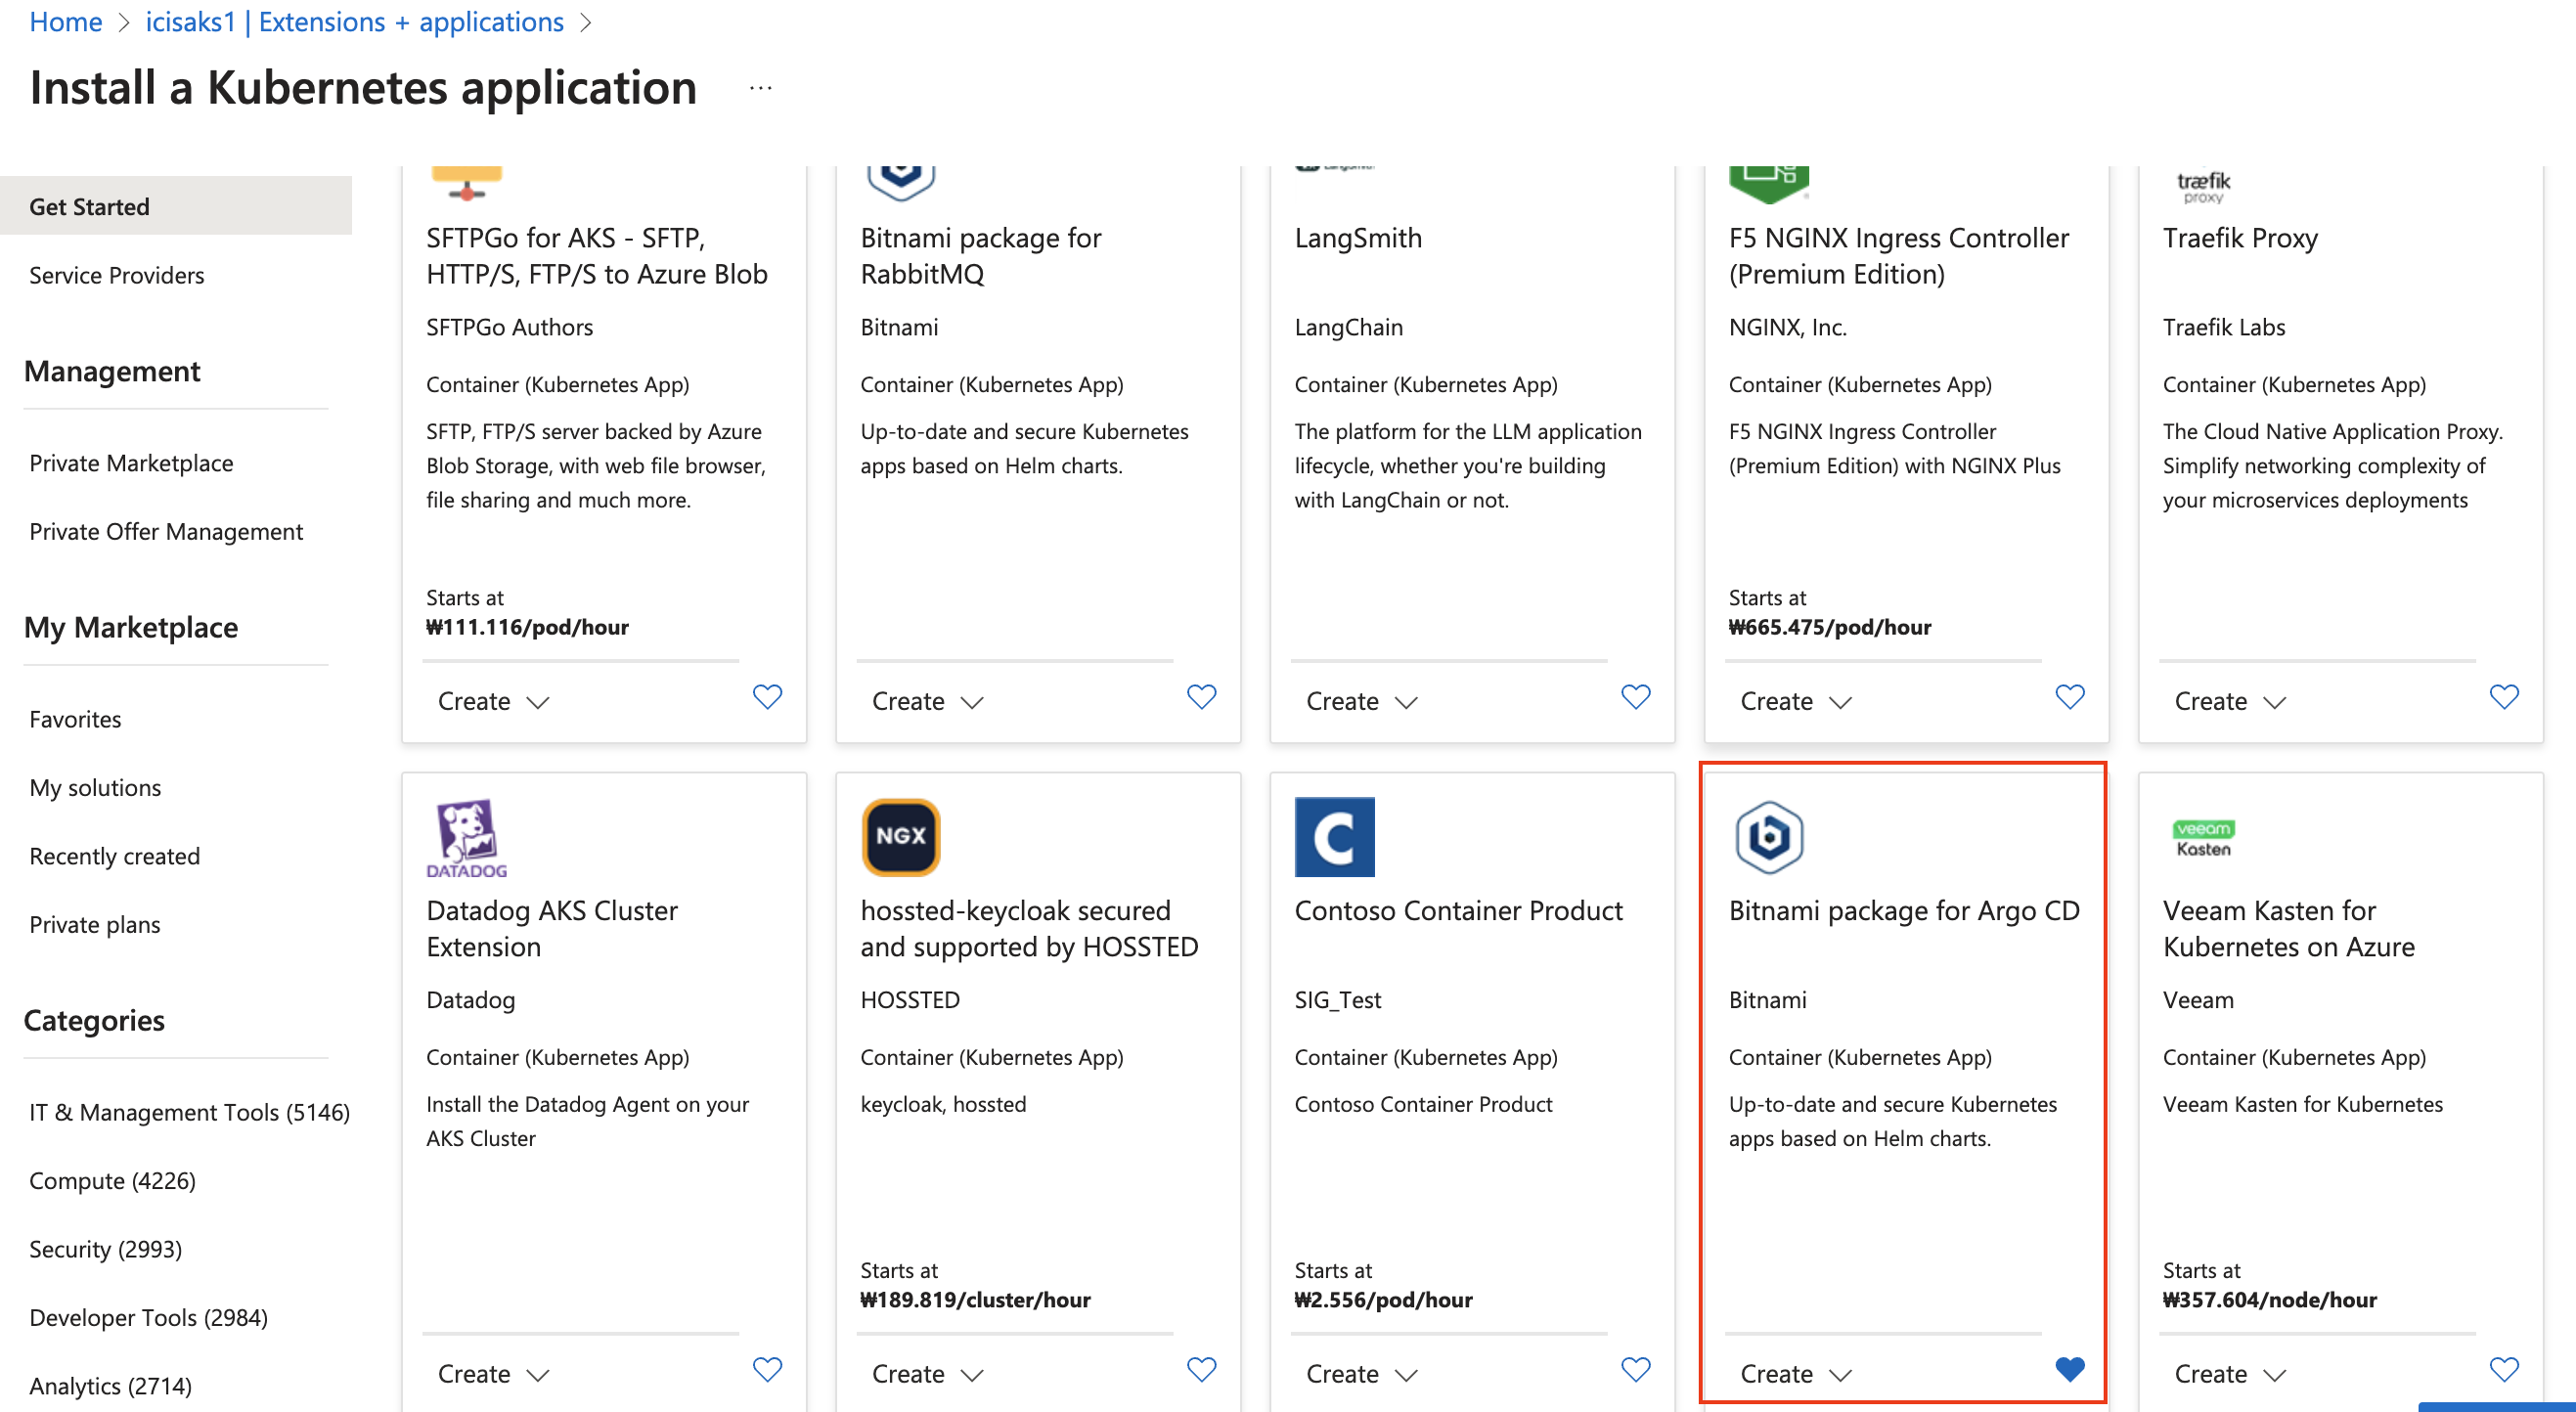 Home > icisaks1 | Extensions + applications >
Install a Kubernetes application ...
Get Started
Service Providers
Management
Private Marketplace
Private Offer Management
My Marketplace
Favorites
My solutions
Recently created
Private plans
Categories
IT & Management Tools (5146)
Compute (4226)
Security (2993)
Developer Tools (2984)
Analytics (2714)
SFTPGo for AKS - SFTP,
HTTP/S, FTP/S to Azure Blob
SFTPGo Authors
Container (Kubernetes App)
SFTP, FTP/S server backed by Azure
Blob Storage, with web file browser,
file sharing and much more.
Starts at
₩111.116/pod/hour
Create
Bitnami package for
RabbitMQ
Bitnami
Container (Kubernetes App)
Up-to-date and secure Kubernetes
apps based on Helm charts.
Create
LangSmith
LangChain
Container (Kubernetes App)
The platform for the LLM application
lifecycle, whether you're building
with LangChain or not.
Create
F5 NGINX Ingress Controller
(Premium Edition)
NGINX, Inc.
Container (Kubernetes App)
F5 NGINX Ingress Controller
(Premium Edition) with NGINX Plus
Starts at
₩665.475/pod/hour
Create
træfik
proxy
Traefik Proxy
Traefik Labs
Container (Kubernetes App)
The Cloud Native Application Proxy.
Simplify networking complexity of
your microservices deployments
Create
DATADOG
Datadog AKS Cluster
Extension
Datadog
Container (Kubernetes App)
Install the Datadog Agent on your
AKS Cluster
Create
NGX
hossted-keycloak secured
and supported by HOSSTED
HOSSTED
Container (Kubernetes App)
keycloak, hossted
Starts at
₩189.819/cluster/hour
Create
C
Contoso Container Product
SIG_Test
Container (Kubernetes App)
Contoso Container Product
Starts at
₩2.556/pod/hour
Create
b
Bitnami package for Argo CD
Bitnami
Container (Kubernetes App)
Up-to-date and secure Kubernetes
apps based on Helm charts.
Create
veeam
Kasten
Veeam Kasten for
Kubernetes on Azure
Veeam
Container (Kubernetes App)
Veeam Kasten for Kubernetes
Starts at
₩357.604/node/hour
Create